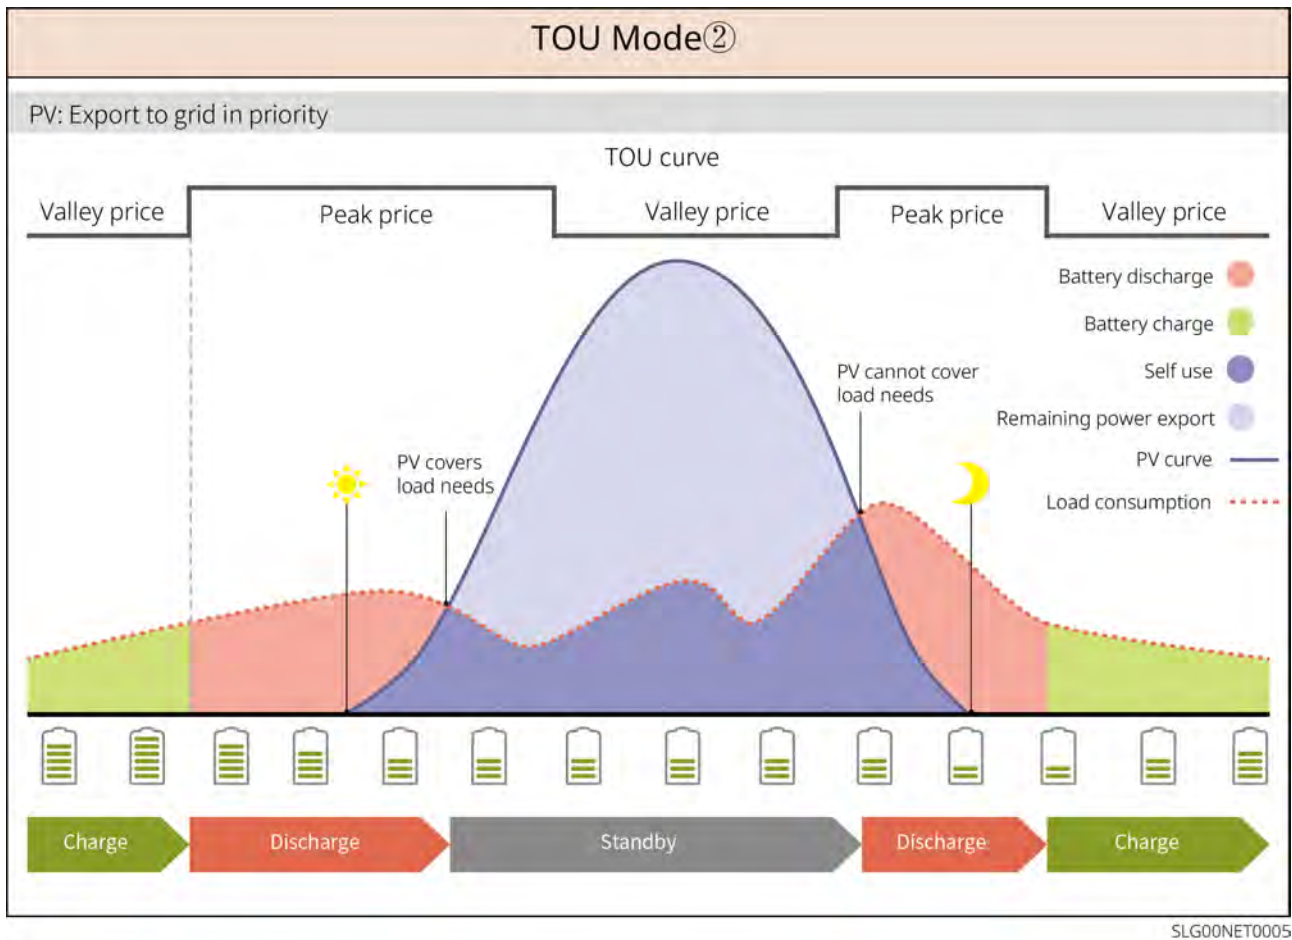 TOU Mode②
PV: Export to grid in priority
TOU curve
Valley price
Peak price
Valley price
Peak price
Valley price
Battery discharge
Battery charge
Self use
Remaining power export
PV curve
Load consumption
PV cannot cover
load needs
PV covers
load needs
Charge
Discharge
Standby
Discharge
Charge
SLG00NET0005